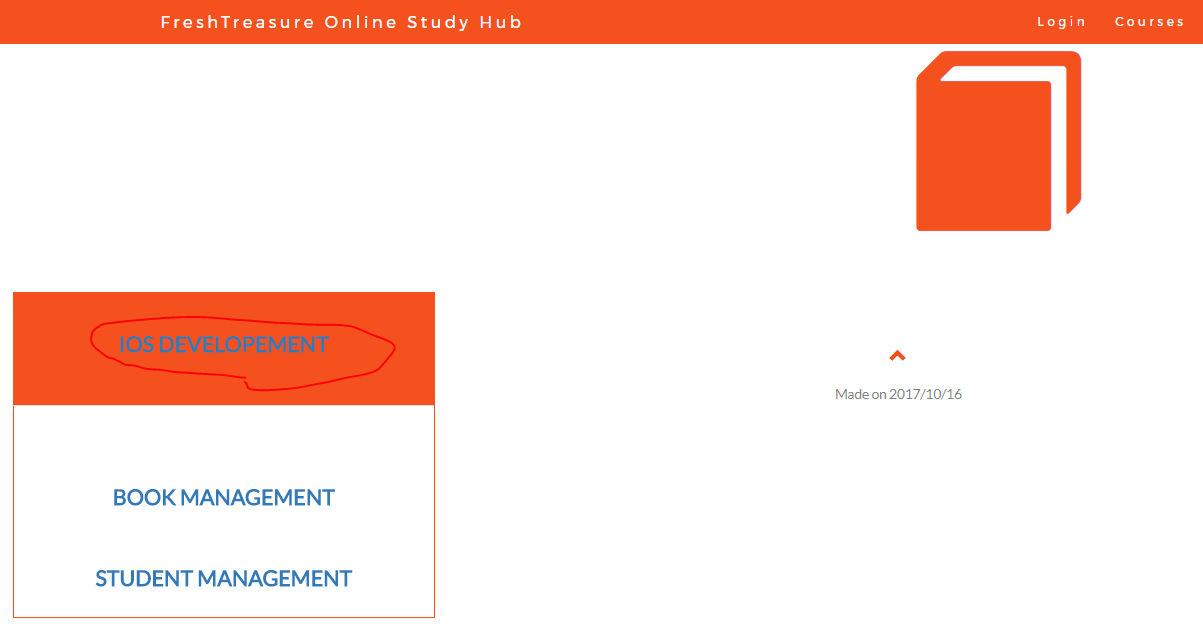 FreshTreasure Online Study Hub
Login Courses
IOS DEVELOPEMENT
Made on 2017/10/16
BOOK MANAGEMENT
STUDENT MANAGEMENT